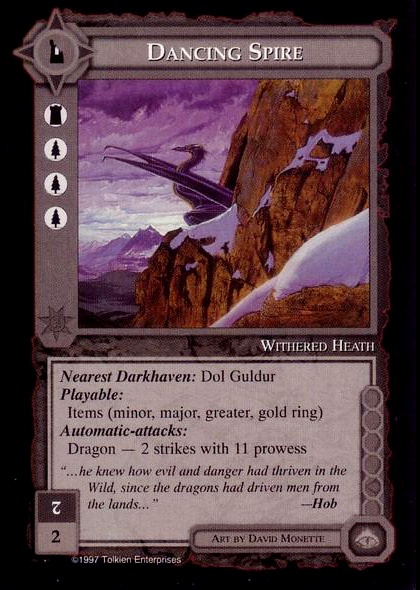 Dancing Spire
Withered Heath
Nearest Darkhaven: Dol Guldur
Playable:
Items (minor, major, greater, gold ring)
Automatic-attacks:
Dragon — 2 strikes with 11 prowess
“...he knew how evil and danger had thriven in the
Wild, since the dragons had driven men from
the lands...” —Hob
2
2
Art by David Monette
©1997 Tolkien Enterprises